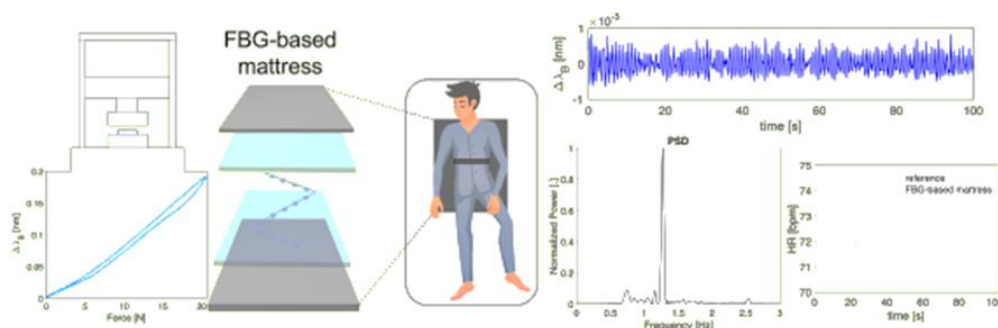 FBG-based
mattress
0.2
0.15
0.1
0.05
0
Δλ_B [nm]
0 5 10 15 20
Force [N]
×10⁻³
1
0
-1
Δλ_B [nm]
0 20 40 60 80 100
time [s]
PSD
1
0.8
0.6
0.4
0.2
0
Normalized Power [.]
0 0.5 1 1.5 2 2.5 3
Frequency [Hz]
75
74
73
72
71
70
HR [bpm]
reference
FBG-based mattress
0 20 40 60 80 100
time [s]